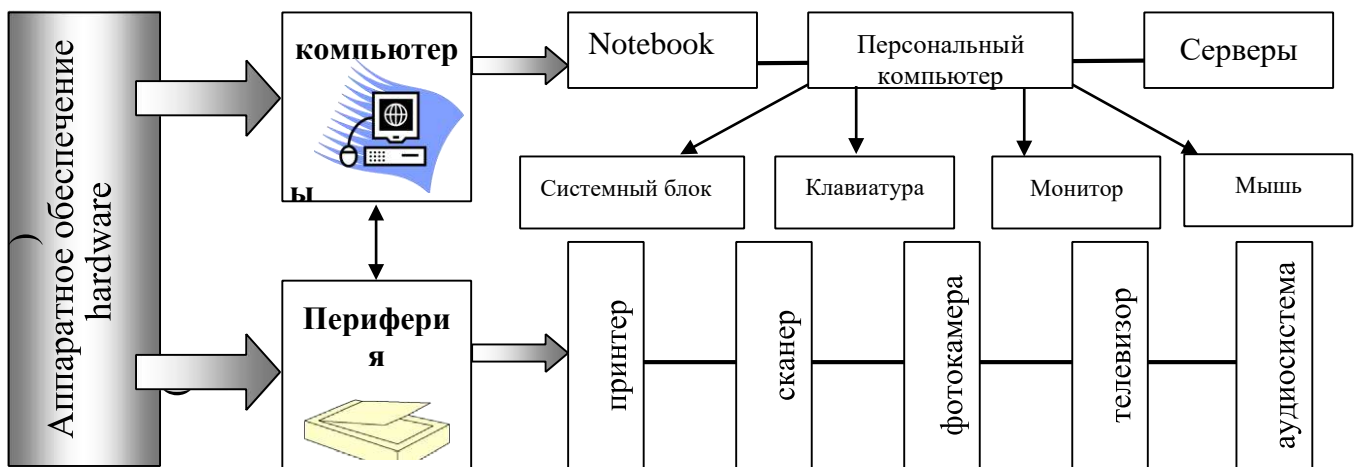 Аппаратное обеспечение
hardware
)
(
компьютер
ы
Notebook
Персональный
компьютер
Серверы
Системный блок
Клавиатура
Монитор
Мышь
Перифери
я
принтер
сканер
фотокамера
телевизор
аудиосистема